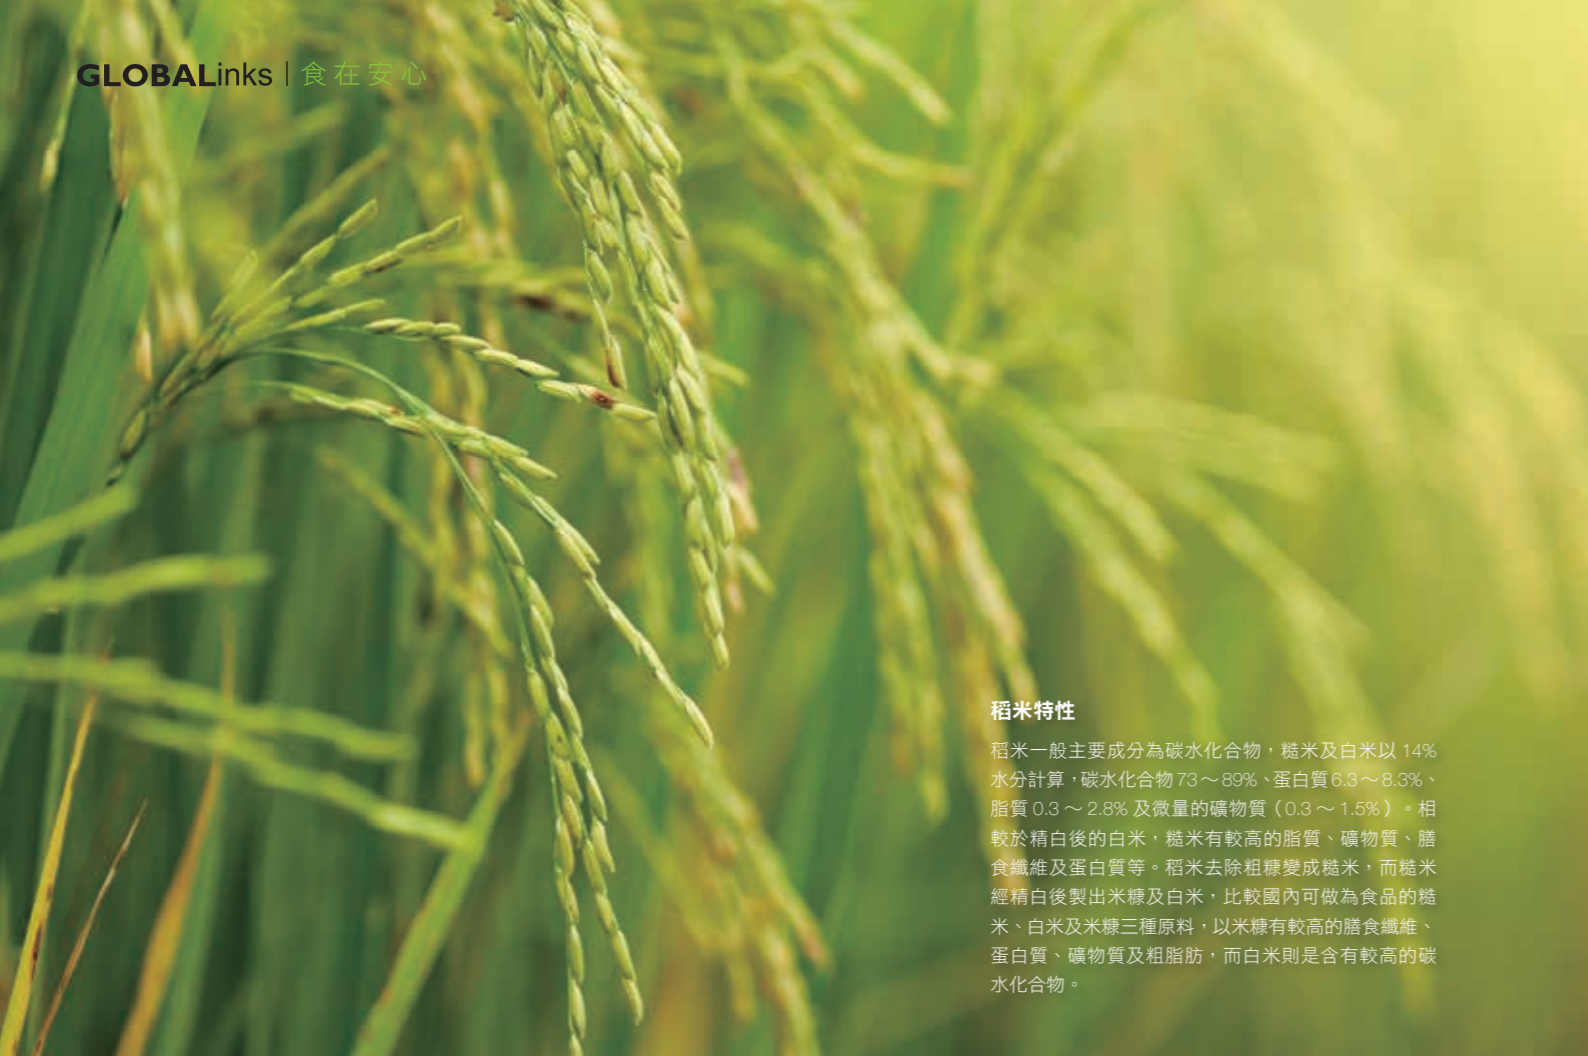 GLOBALinks | 食在安心
稻米特性
稻米一般主要成分為碳水化合物，糙米及白米以 14%
水分計算，碳水化合物 73～89%、蛋白質 6.3～8.3%、
脂質 0.3 ～ 2.8% 及微量的礦物質（0.3 ～ 1.5%）。相
較於精白後的白米，糙米有較高的脂質、礦物質、膳
食纖維及蛋白質等。稻米去除粗糠變成糙米，而糙米
經精白後製出米糠及白米，比較國內可做為食品的糙
米、白米及米糠三種原料，以米糠有較高的膳食纖維、
蛋白質、礦物質及粗脂肪，而白米則是含有較高的碳
水化合物。